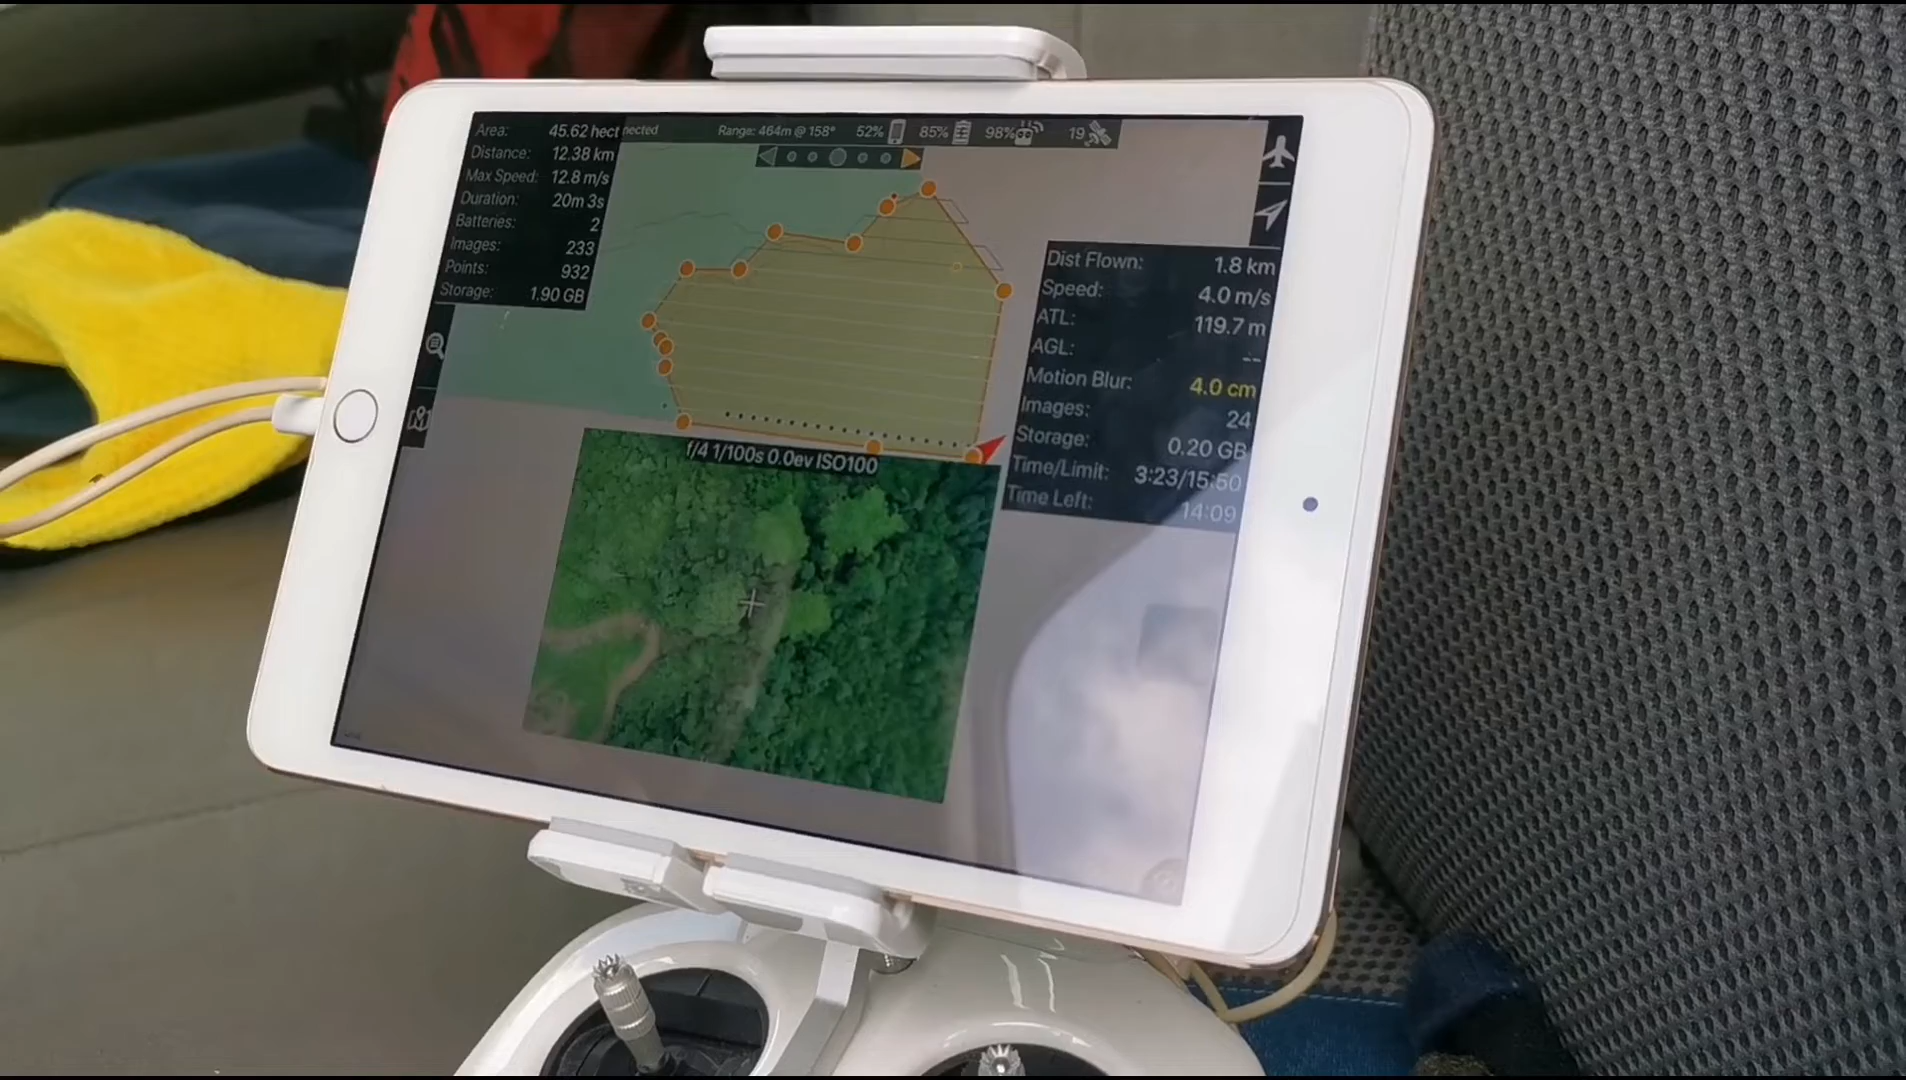 Area: 45.62 hect
Distance: 12.38 km
Max Speed: 12.8 m/s
Duration: 20m 3s
Batteries: 2
Images: 233
Points: 932
Storage: 1.90 GB
nected Range: 464m @ 158° 52% 85% 98% 19
Dist Flown: 1.8 km
Speed: 4.0 m/s
ATL: 119.7 m
AGL: --
Motion Blur: 4.0 cm
Images: 24
Storage: 0.20 GB
Time/Limit: 3:23/15:50
Time Left: 14:09
f/4 1/100s 0.0ev ISO100